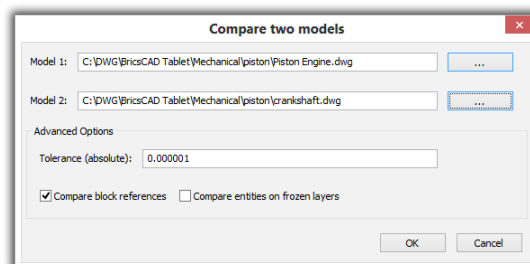 Compare two models
Model 1: C:\DWG\BricsCAD Tablet\Mechanical\piston\Piston Engine.dwg ...
Model 2: C:\DWG\BricsCAD Tablet\Mechanical\piston\crankshaft.dwg ...
Advanced Options
Tolerance (absolute): 0.000001
Compare block references Compare entities on frozen layers
OK Cancel